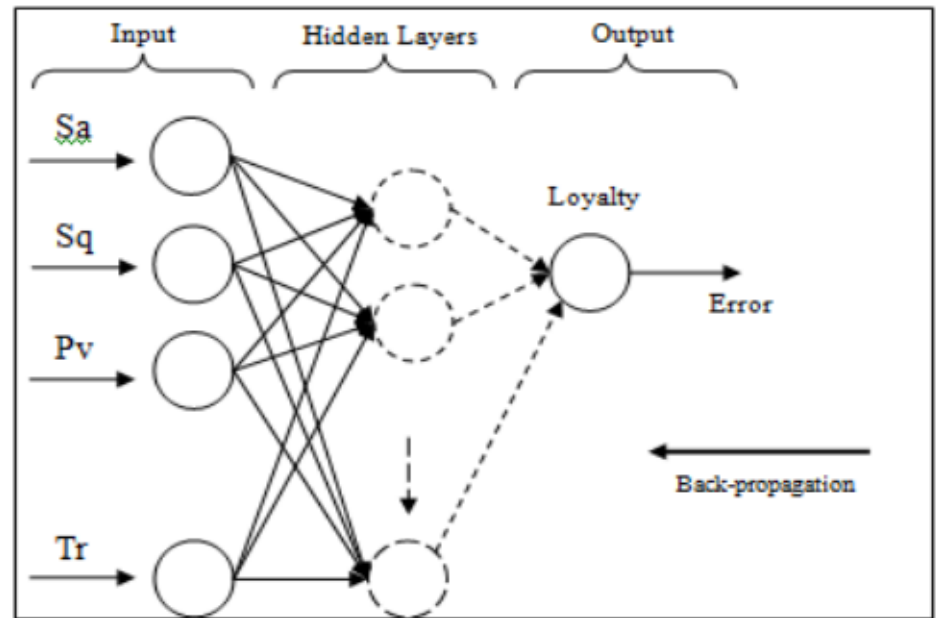 Input
Hidden Layers
Output
Sa
Sq
Pv
Tr
Loyalty
Error
Back-propagation